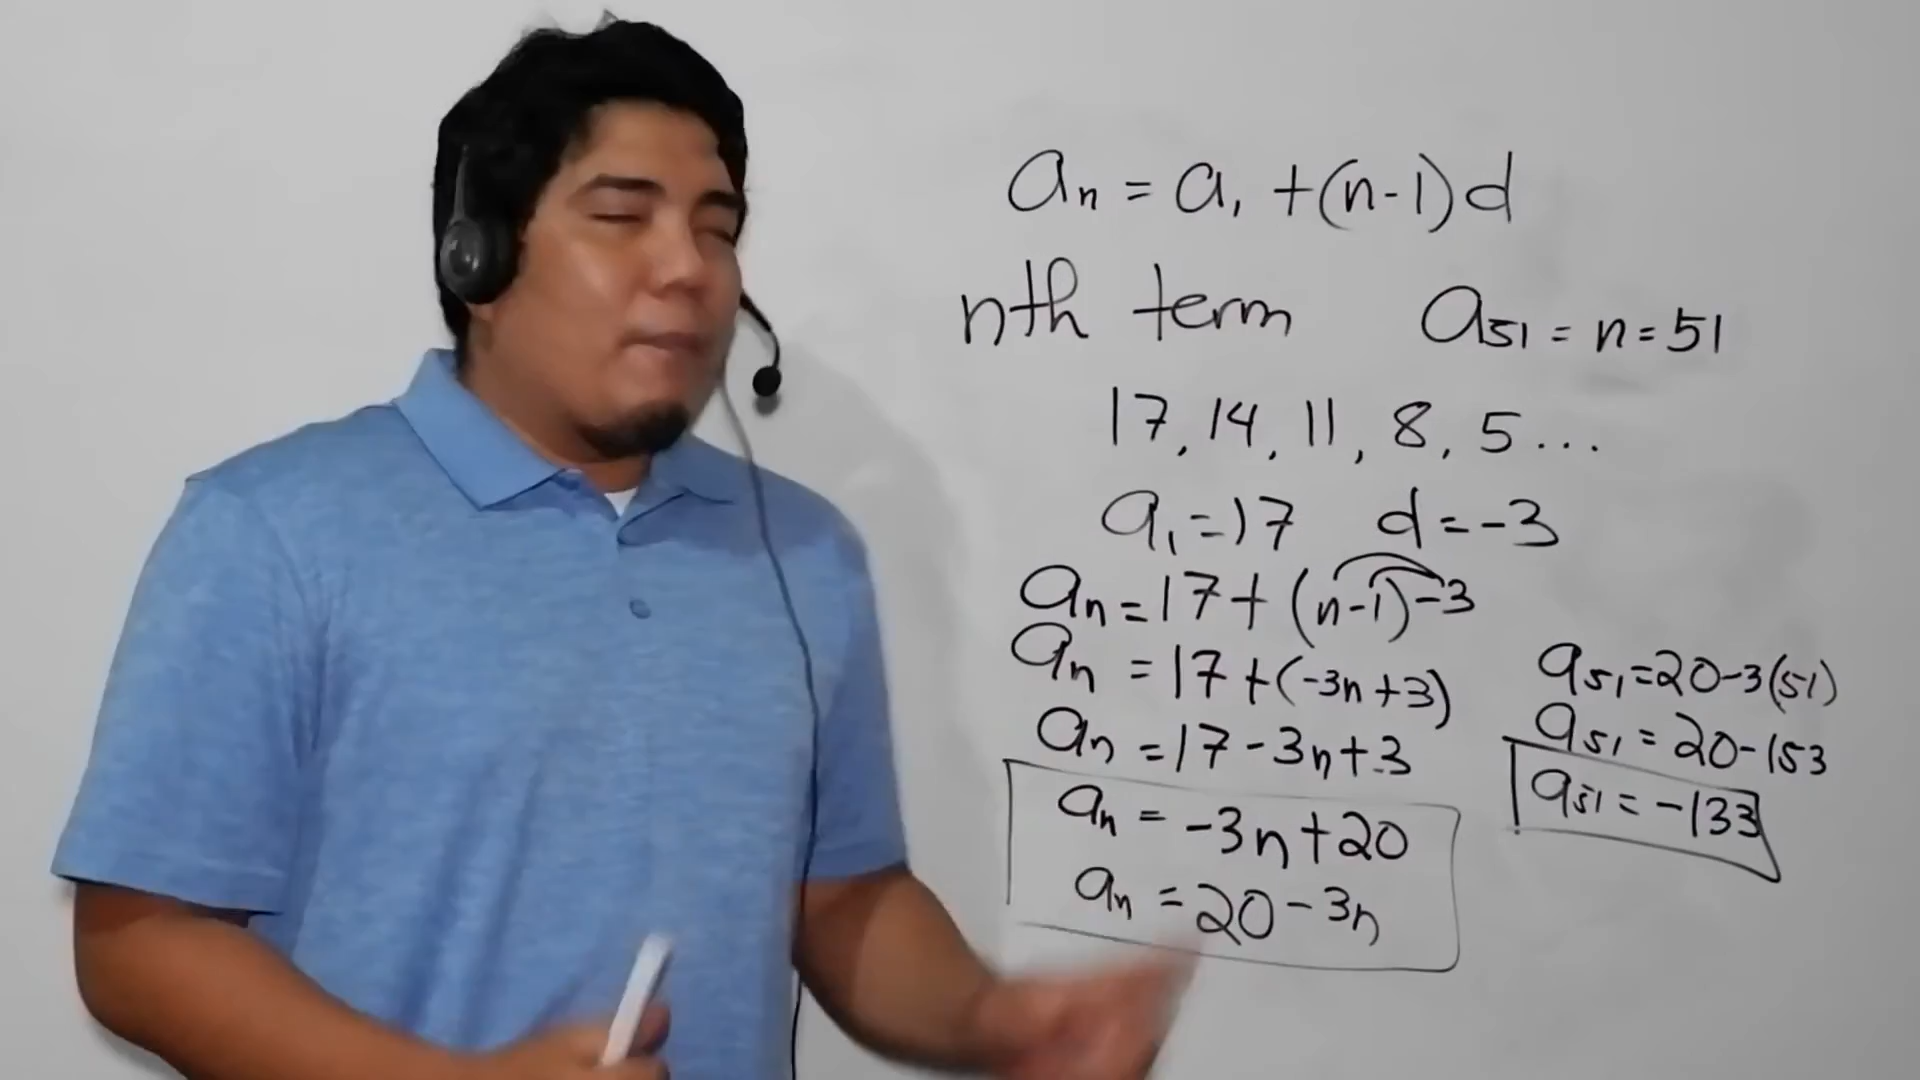 an = a1 + (n-1)d
nth term a51 = n = 51
17, 14, 11, 8, 5 ...
a1 = 17 d = -3
an = 17 + (n-1)-3
an = 17 + (-3n+3)
an = 17 - 3n + 3
an = -3n + 20
an = 20 - 3n
a51 = 20 - 3(51)
a51 = 20 - 153
a51 = -133